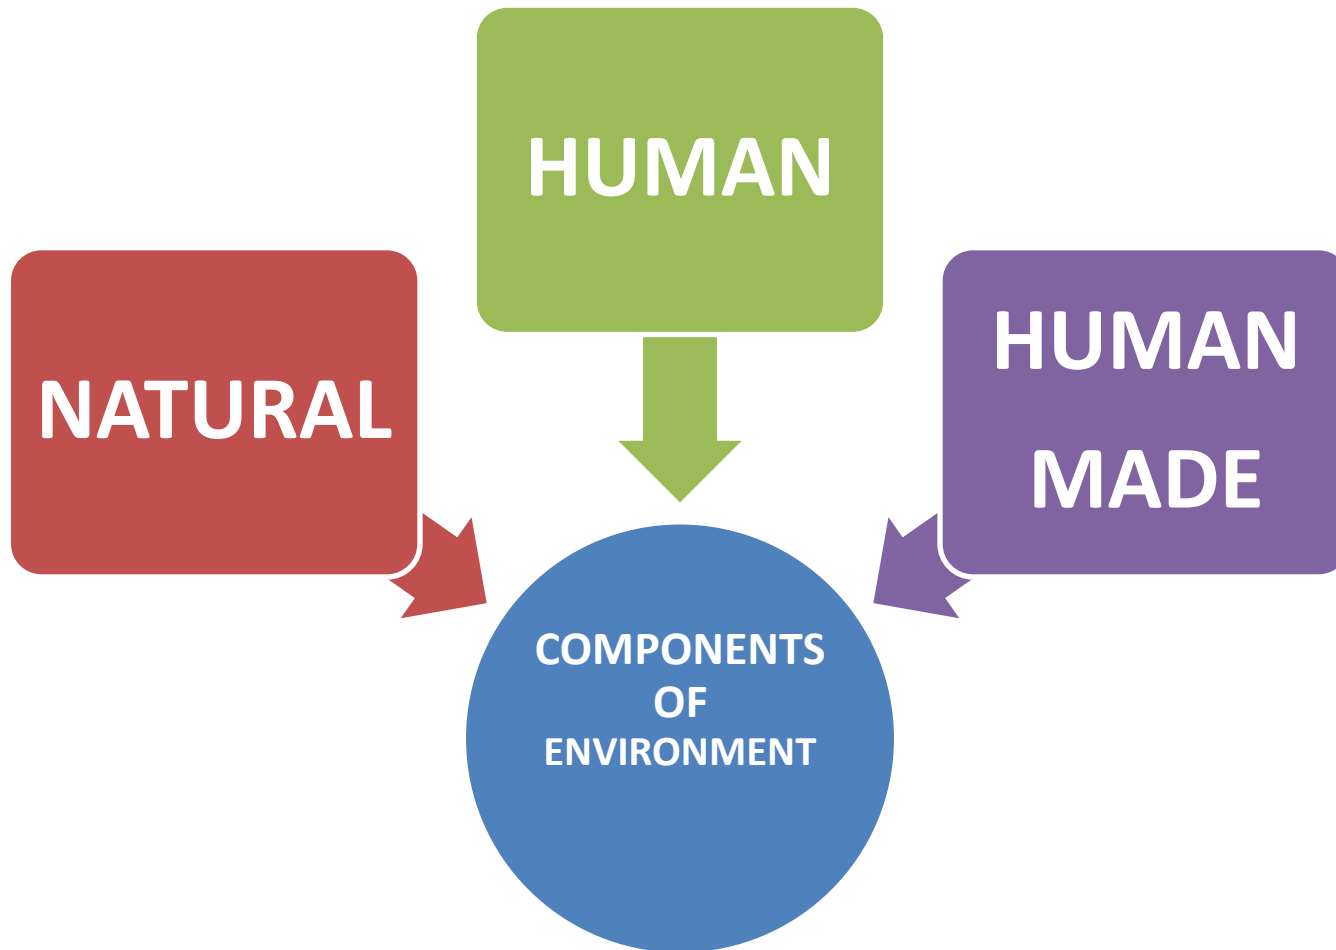 HUMAN
NATURAL
HUMAN
MADE
COMPONENTS
OF
ENVIRONMENT